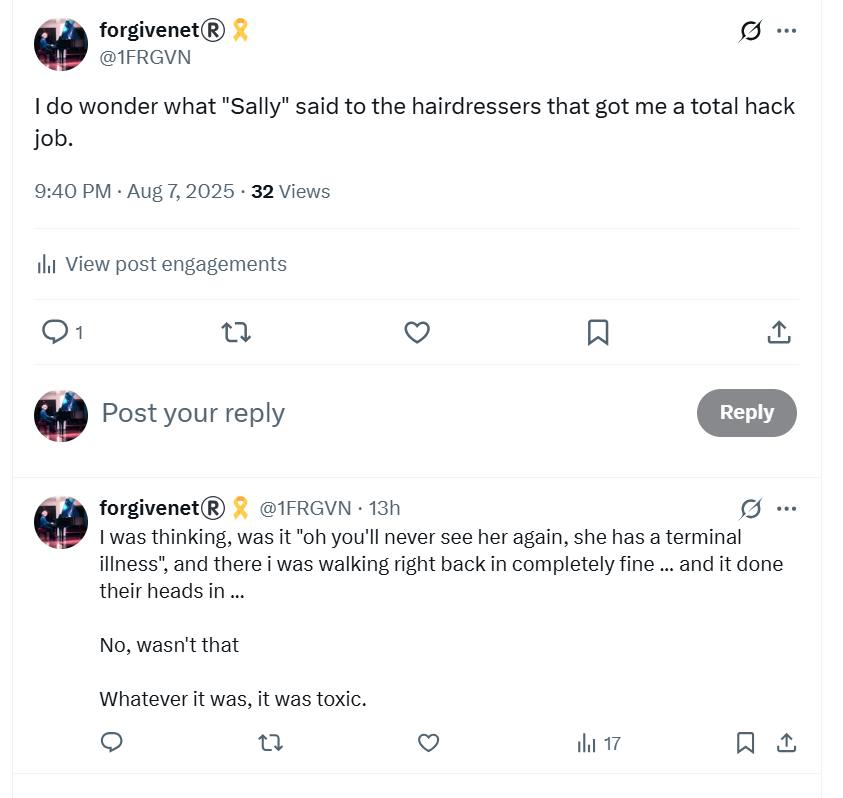 forgivenet® 🎗
@1FRGVN
I do wonder what "Sally" said to the hairdressers that got me a total hack
job.
9:40 PM · Aug 7, 2025 · 32 Views
View post engagements
1
Post your reply
Reply
forgivenet® 🎗 @1FRGVN · 13h
I was thinking, was it "oh you'll never see her again, she has a terminal
illness", and there i was walking right back in completely fine ... and it done
their heads in ...
No, wasn't that
Whatever it was, it was toxic.
17